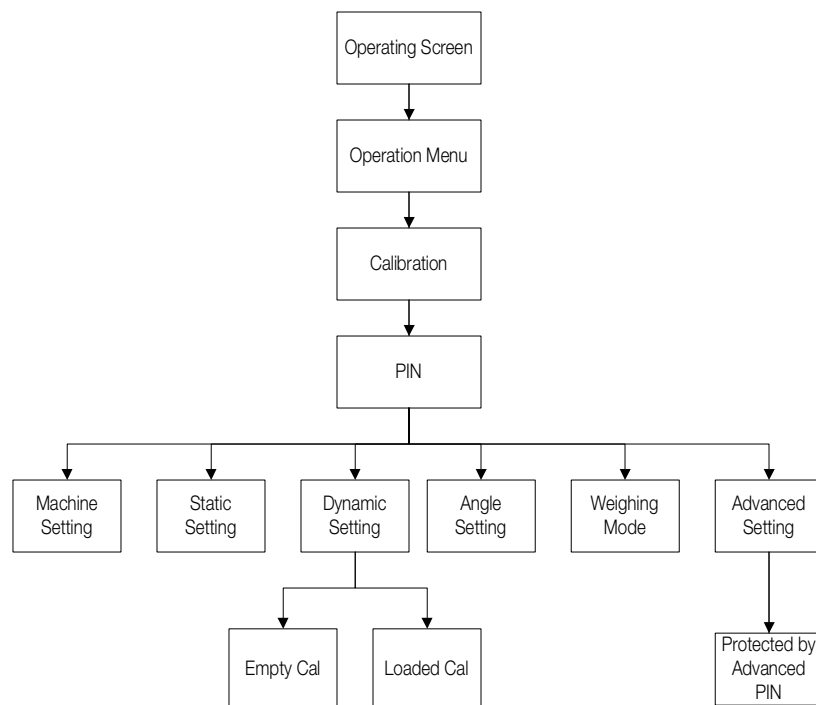 Operating Screen
Operation Menu
Calibration
PIN
Machine
Setting
Static
Setting
Dynamic
Setting
Angle
Setting
Weighing
Mode
Advanced
Setting
Empty Cal
Loaded Cal
Protected by
Advanced
PIN